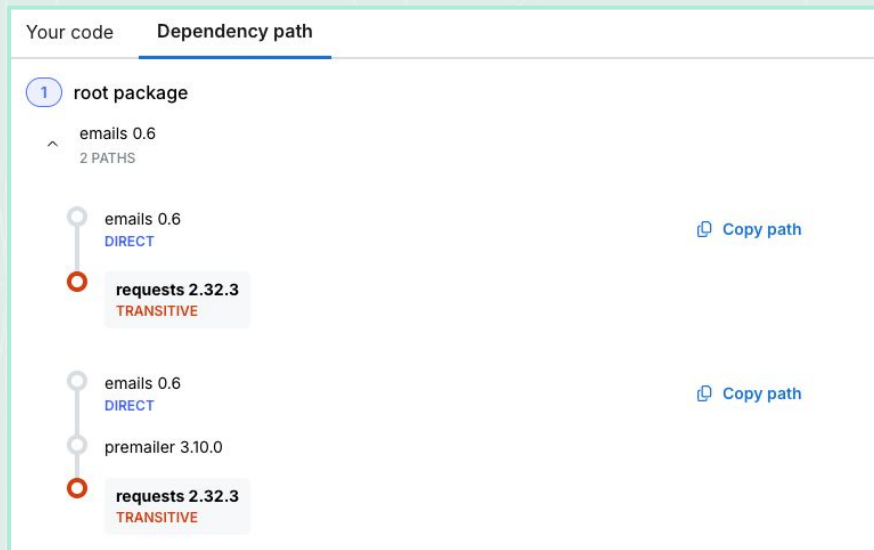 Your code Dependency path
1 root package
emails 0.6
2 PATHS
emails 0.6
DIRECT
Copy path
requests 2.32.3
TRANSITIVE
emails 0.6
DIRECT
Copy path
premailer 3.10.0
requests 2.32.3
TRANSITIVE